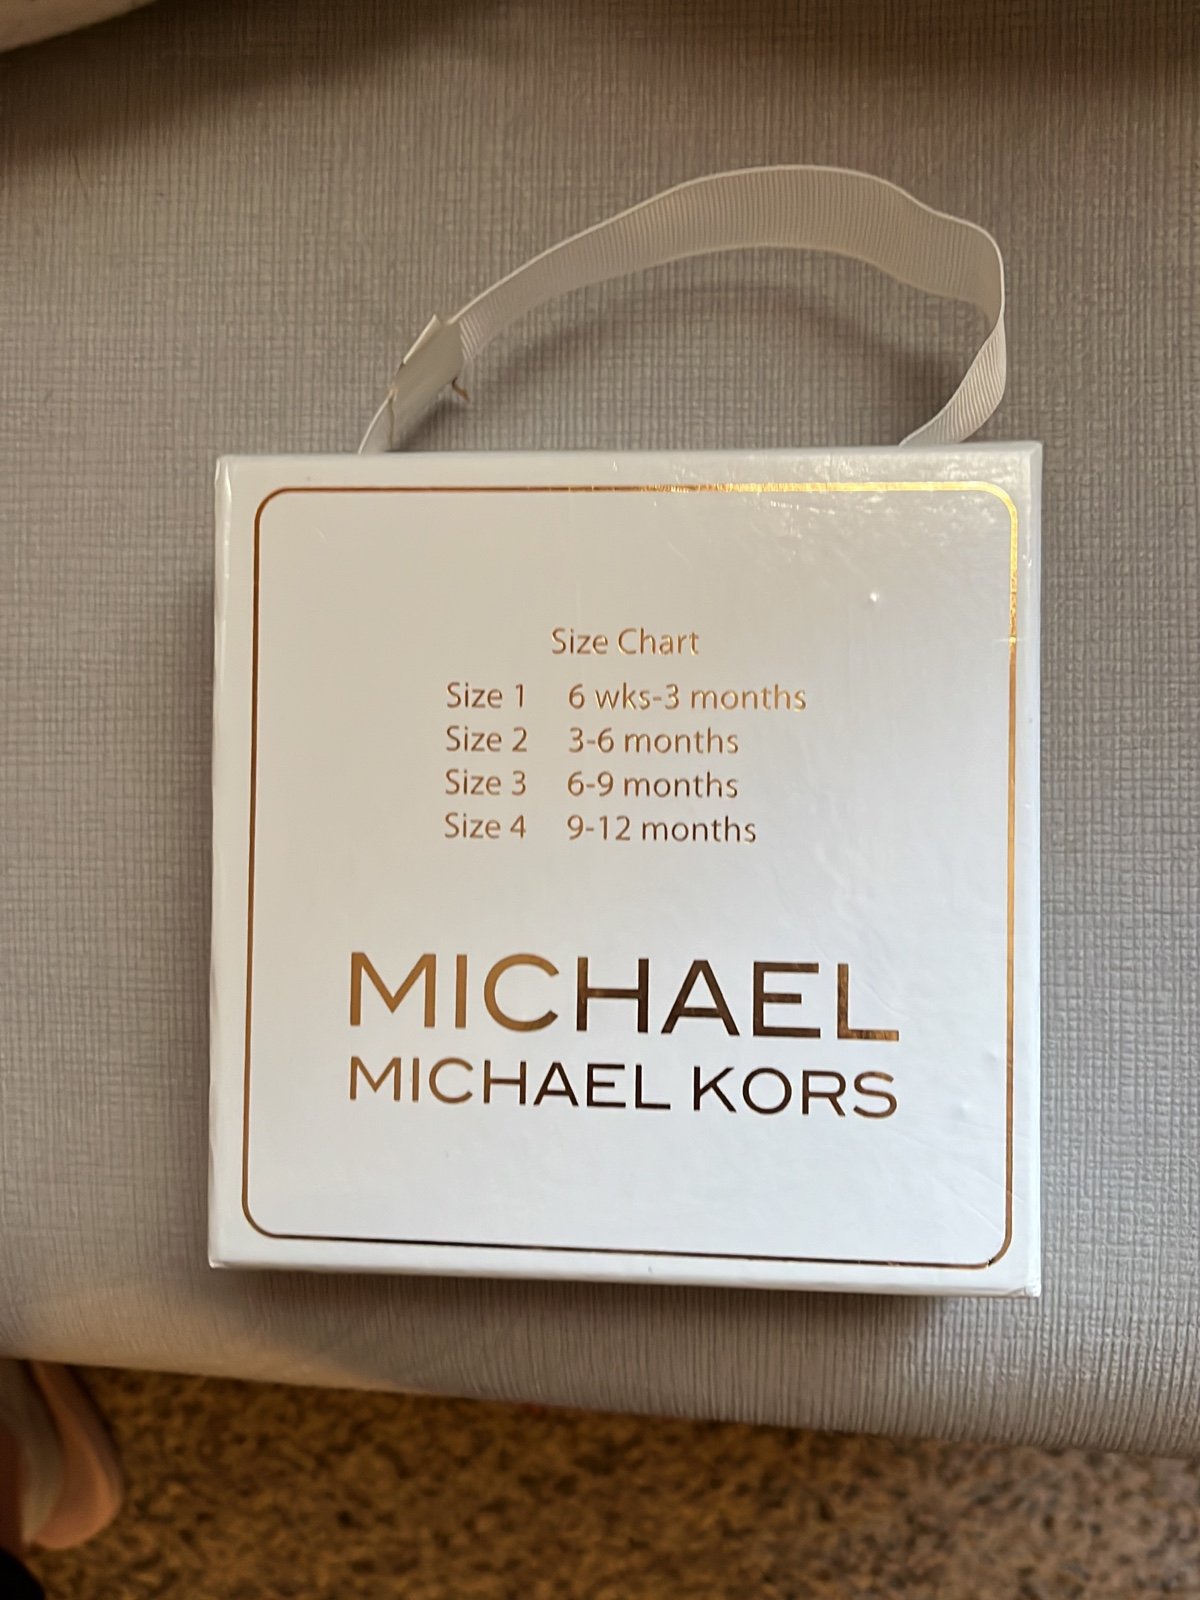 Size Chart
Size 1 6 wks-3 months
Size 2 3-6 months
Size 3 6-9 months
Size 4 9-12 months
MICHAEL
MICHAEL KORS